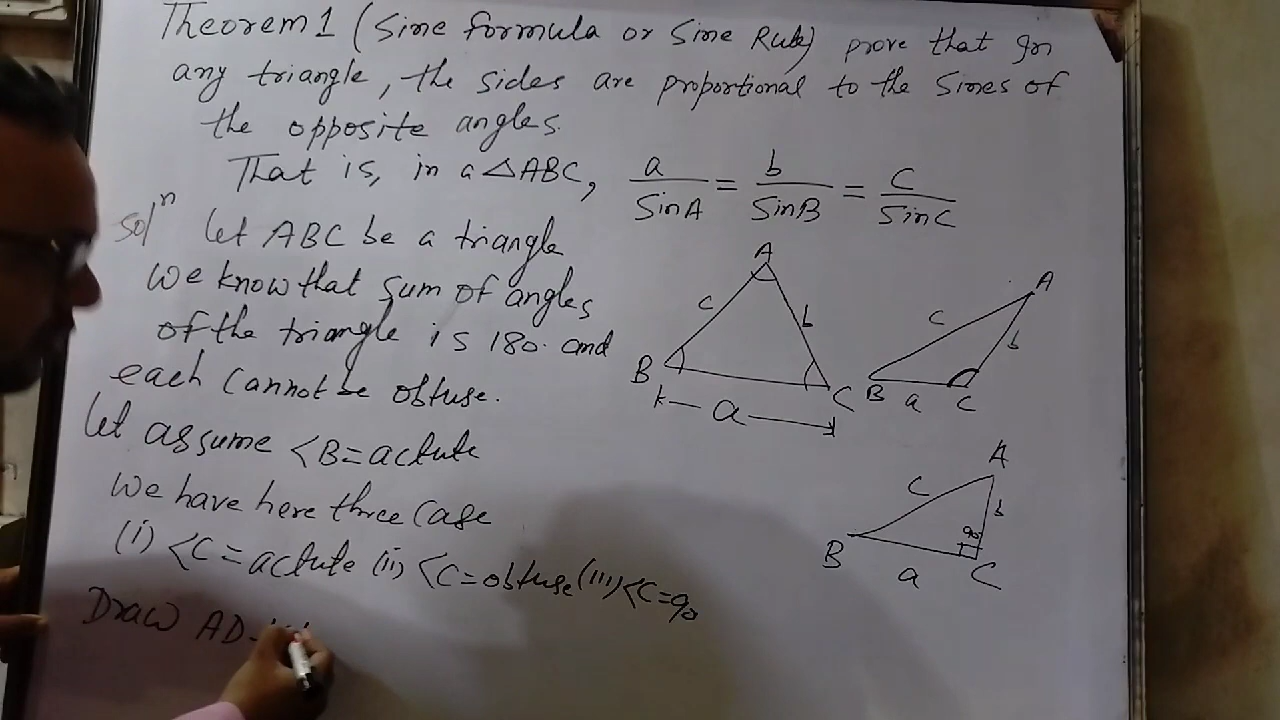 Theorem 1 (Sine formula or Sine Rule) prove that in
any triangle, the sides are proportional to the Sines of
the opposite angles.
That is, in a △ABC, a/SinA = b/SinB = c/SinC
solⁿ let ABC be a triangle
We know that sum of angles
of the triangle is 180. and
each cannot be obtuse.
let assume <B=actute
We have here three case
(i) <C=actute (ii) <C=obtuse (iii) <C=90
Draw AD
A
c
b
B
C
a
A
c
b
B
a
C
A
c
b
90
B
a
C